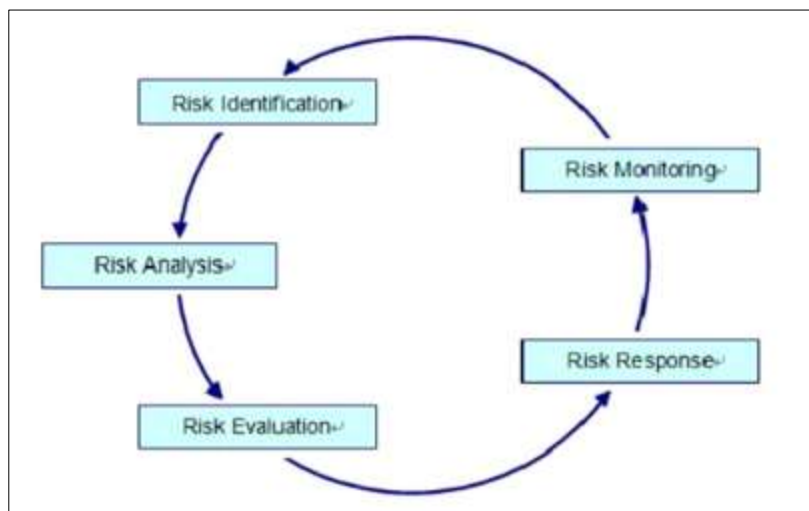 Risk Identification
Risk Monitoring
Risk Analysis
Risk Response
Risk Evaluation